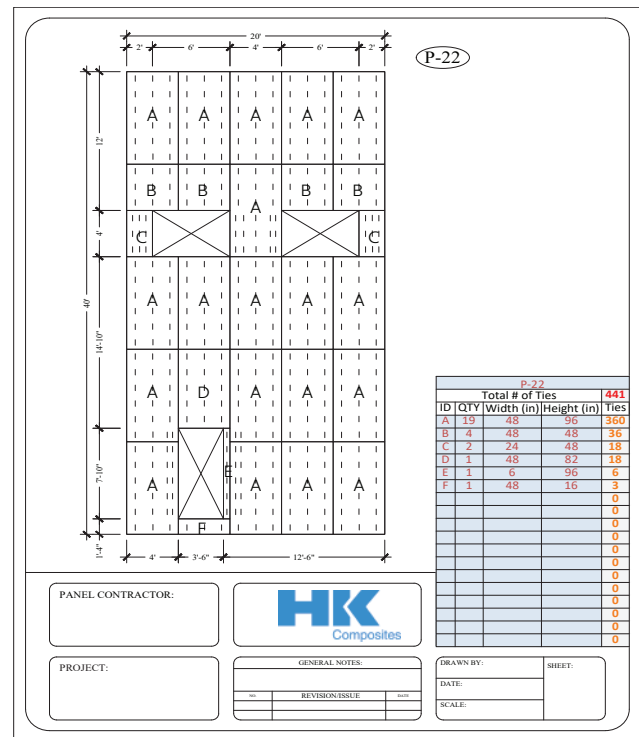 20'
2' 6' 4' 6' 2'
P-22
A A A A A
12'
B B A B B
4'
C C
40'
A A A A A
14'-10"
A D A A A
7'-10"
E
A A A A
F
1'-4"
4' 3'-6" 12'-6"
P-22
Total # of Ties 441
ID QTY Width (in) Height (in) Ties
A 19 48 96 360
B 4 48 48 36
C 2 24 48 18
D 1 48 82 18
E 1 6 96 6
F 1 48 16 3
0
0
0
0
0
0
0
0
0
0
0
0
PANEL CONTRACTOR:
HK
Composites
PROJECT:
GENERAL NOTES:
NO. REVISION/ISSUE DATE
DRAWN BY:
SHEET:
DATE:
SCALE: